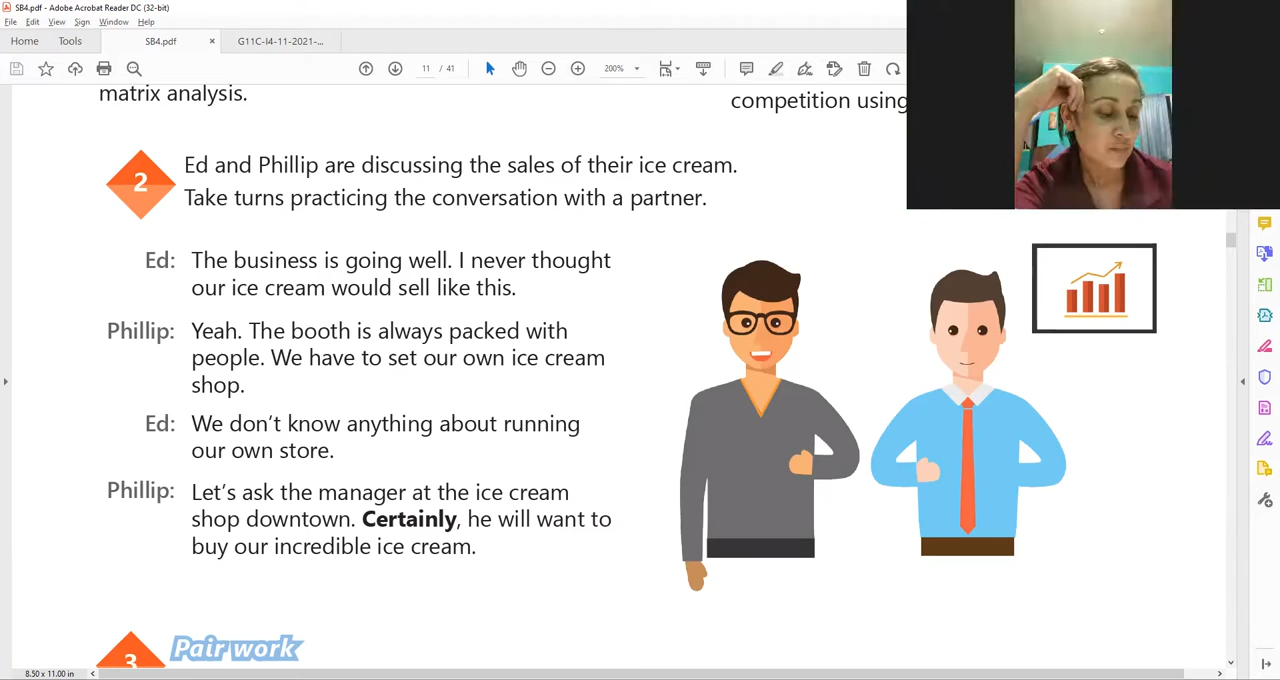 SB4.pdf - Adobe Acrobat Reader DC (32-bit)
File Edit View Sign Window Help
Home Tools SB4.pdf × G11C-I4-11-2021-...
11 / 41 200%
matrix analysis.
competition using
2
Ed and Phillip are discussing the sales of their ice cream.
Take turns practicing the conversation with a partner.
Ed: The business is going well. I never thought
our ice cream would sell like this.
Phillip: Yeah. The booth is always packed with
people. We have to set our own ice cream
shop.
Ed: We don't know anything about running
our own store.
Phillip: Let's ask the manager at the ice cream
shop downtown. Certainly, he will want to
buy our incredible ice cream.
3 Pair work
8.50 x 11.00 in